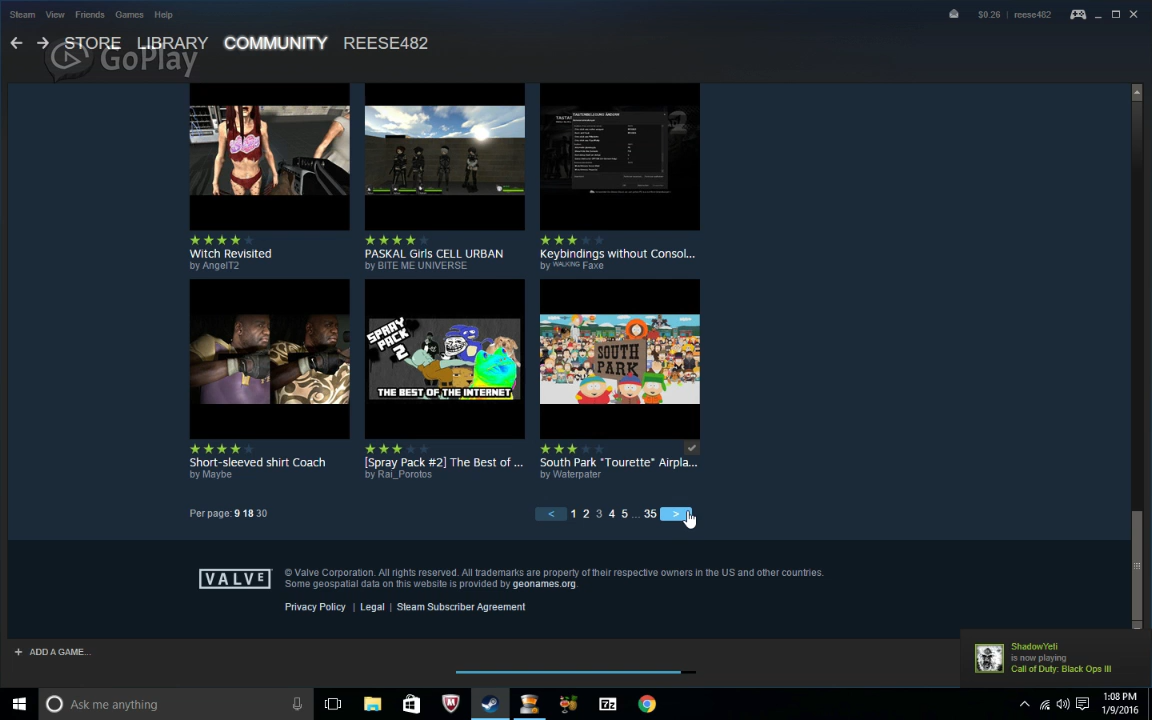 Steam View Friends Games Help
$0.26 | reese482
STORE LIBRARY COMMUNITY REESE482
GoPlay
Witch Revisited
by AngelT2
PASKAL Girls CELL URBAN
by BITE ME UNIVERSE
Keybindings without Consol...
by WALKING Faxe
SPRAY PACK 2
THE BEST OF THE INTERNET
SOUTH PARK
Short-sleeved shirt Coach
by Maybe
[Spray Pack #2] The Best of ...
by Rai_Porotos
South Park "Tourette" Airpla...
by Waterpater
Per page: 9 18 30
< 1 2 3 4 5 ... 35 >
VALVE
© Valve Corporation. All rights reserved. All trademarks are property of their respective owners in the US and other countries.
Some geospatial data on this website is provided by geonames.org.
Privacy Policy | Legal | Steam Subscriber Agreement
+ ADD A GAME...
ShadowYeti
is now playing
Call of Duty: Black Ops III
Ask me anything
7z
1:08 PM
1/9/2016